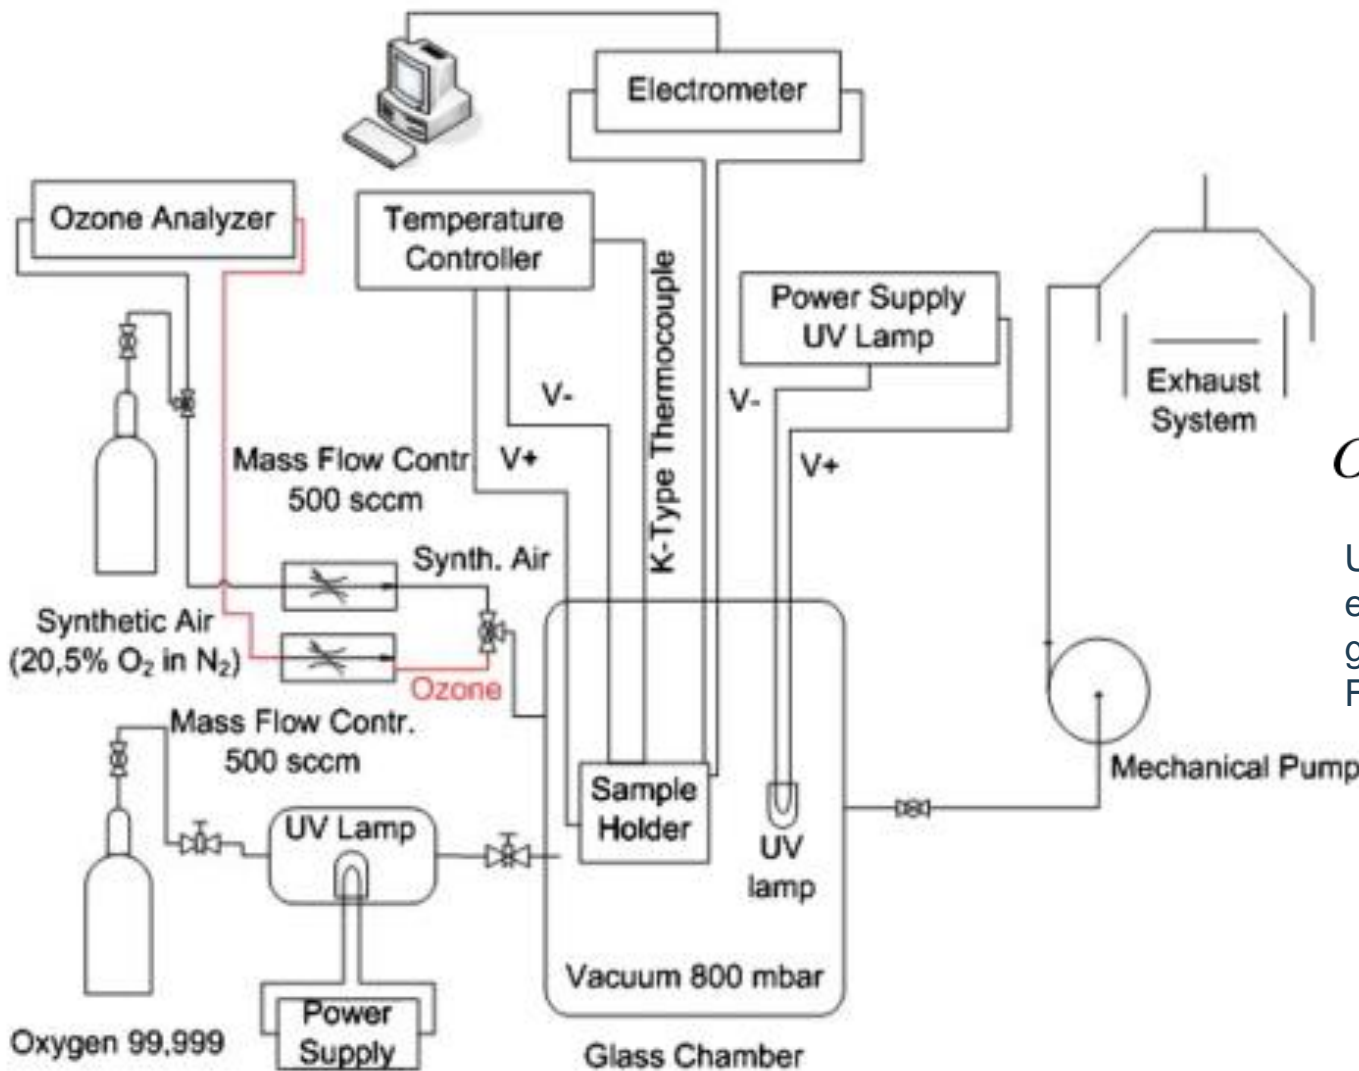 Electrometer
Ozone Analyzer
Temperature
Controller
Power Supply
UV Lamp
K-Type Thermocouple
Exhaust
System
V-
V-
V+
V+
Mass Flow Contr
500 sccm
Synth. Air
Synthetic Air
(20,5% O₂ in N₂)
Ozone
Mass Flow Contr.
500 sccm
Mechanical Pump
Sample
Holder
UV Lamp
UV
lamp
Vacuum 800 mbar
Power
Supply
Oxygen 99,999
Glass Chamber